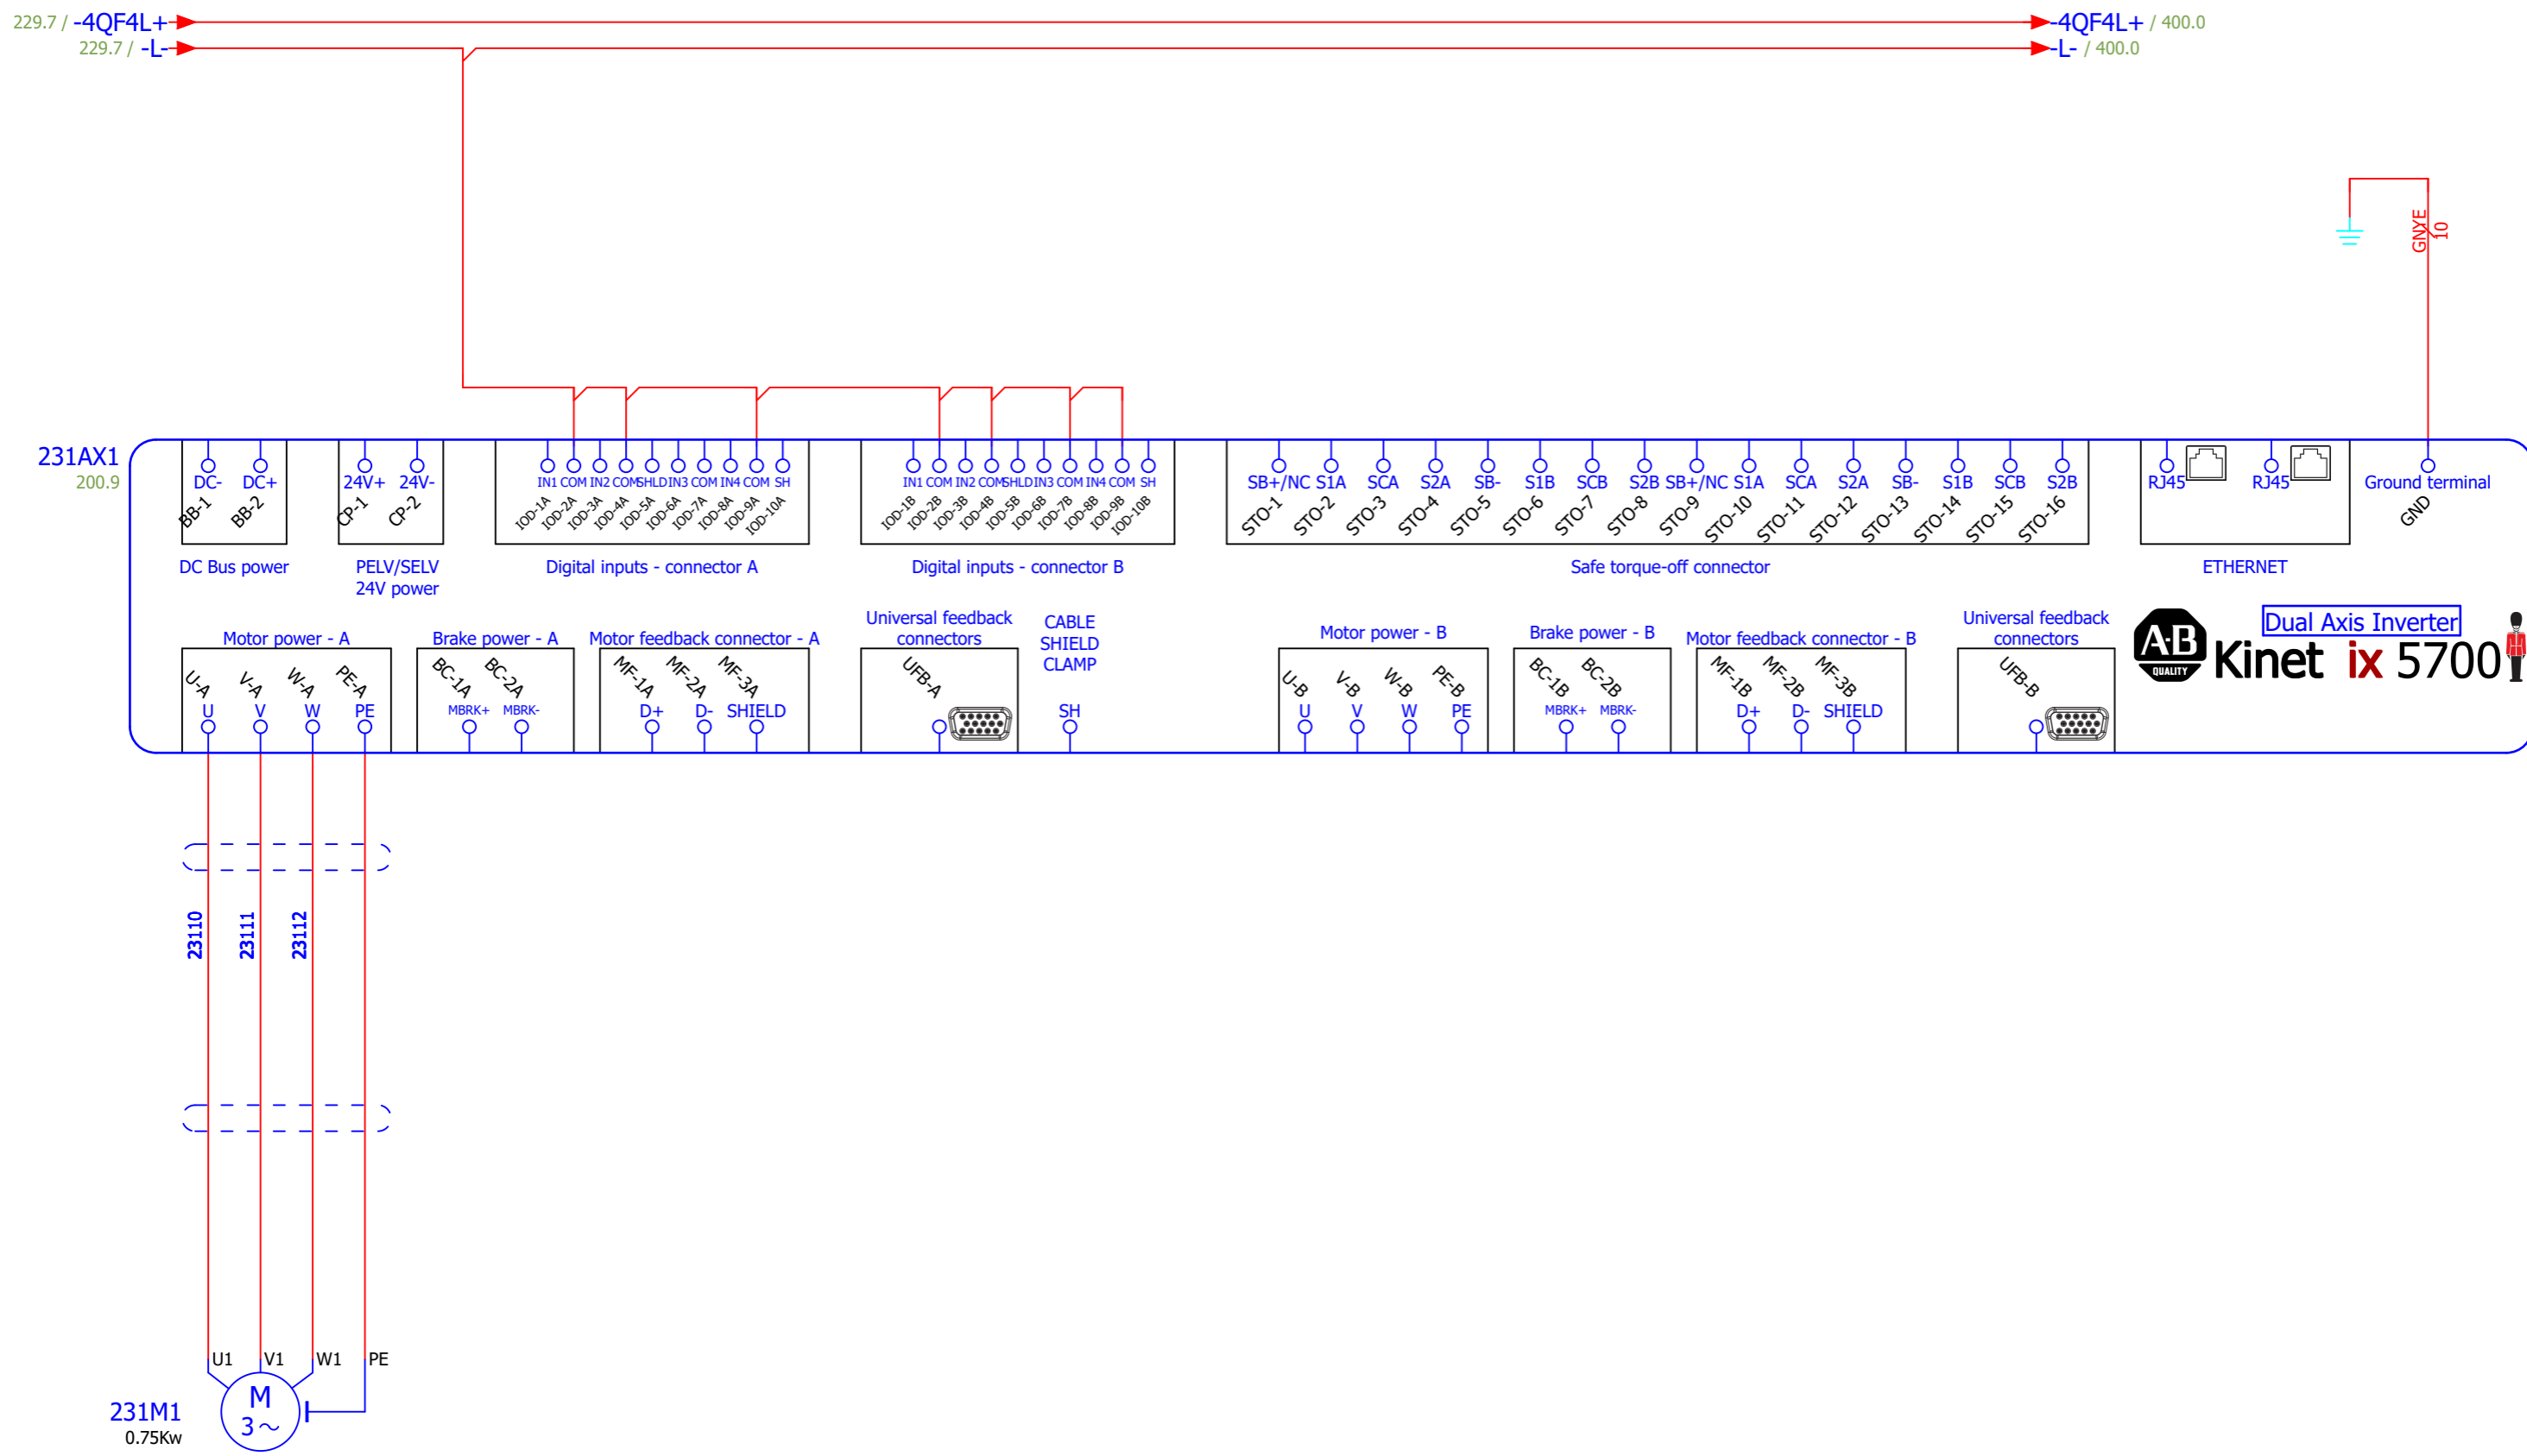 229.7 / -4QF4L+
-4QF4L+ / 400.0
229.7 / -L-
-L- / 400.0
GNYE
10
231AX1
200.9
DC- DC+
BB-1 BB-2
DC Bus power
24V+ 24V-
CP-1 CP-2
PELV/SELV
24V power
IN1 COM IN2 COM SHLD IN3 COM IN4 COM SH
IOD-1A IOD-2A IOD-3A IOD-4A IOD-5A IOD-6A IOD-7A IOD-8A IOD-9A IOD-10A
Digital inputs - connector A
IN1 COM IN2 COM SHLD IN3 COM IN4 COM SH
IOD-1B IOD-2B IOD-3B IOD-4B IOD-5B IOD-6B IOD-7B IOD-8B IOD-9B IOD-10B
Digital inputs - connector B
SB+/NC S1A SCA S2A SB- S1B SCB S2B SB+/NC S1A SCA S2A SB- S1B SCB S2B
STO-1 STO-2 STO-3 STO-4 STO-5 STO-6 STO-7 STO-8 STO-9 STO-10 STO-11 STO-12 STO-13 STO-14 STO-15 STO-16
Safe torque-off connector
RJ45 RJ45
ETHERNET
Ground terminal
GND
Motor power - A
U-A V-A W-A PE-A
U V W PE
Brake power - A
BC-1A BC-2A
MBRK+ MBRK-
Motor feedback connector - A
MF-1A MF-2A MF-3A
D+ D- SHIELD
Universal feedback
connectors
UFB-A
CABLE
SHIELD
CLAMP
SH
Motor power - B
U-B V-B W-B PE-B
U V W PE
Brake power - B
BC-1B BC-2B
MBRK+ MBRK-
Motor feedback connector - B
MF-1B MF-2B MF-3B
D+ D- SHIELD
Universal feedback
connectors
UFB-B
A-B
QUALITY
Dual Axis Inverter
Kinet ix 5700
23110
23111
23112
U1 V1 W1 PE
M
3~
231M1
0.75Kw